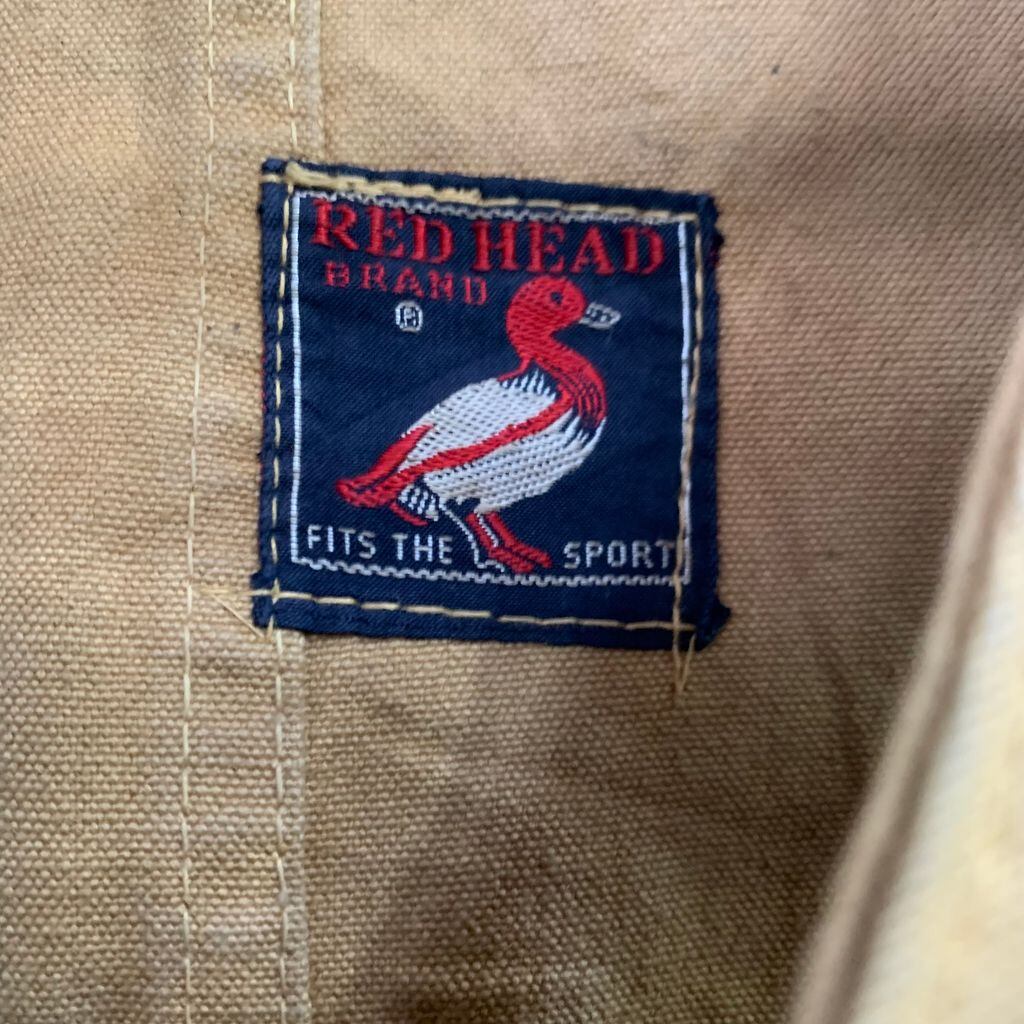 RED HEAD
BRAND
®
FITS THE SPORT